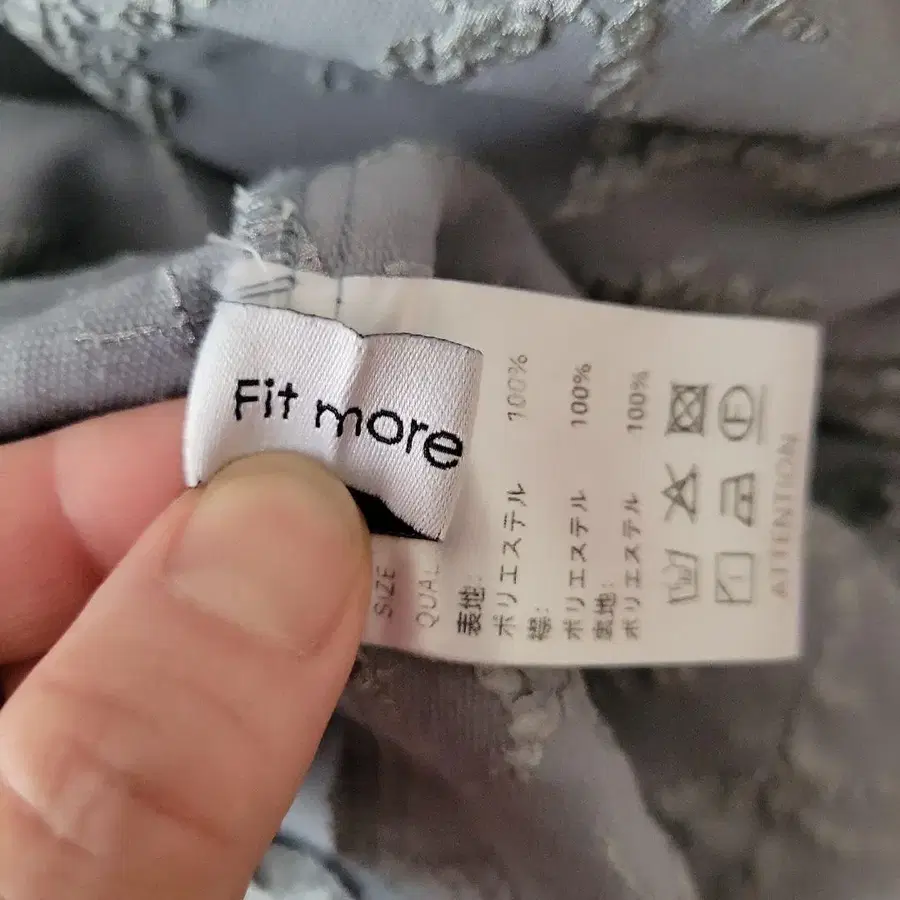 Fit more
SIZE
QUAL
表地:
ポリエステル 100%
襟:
ポリエステル 100%
裏地:
ポリエステル 100%
ATTENTION